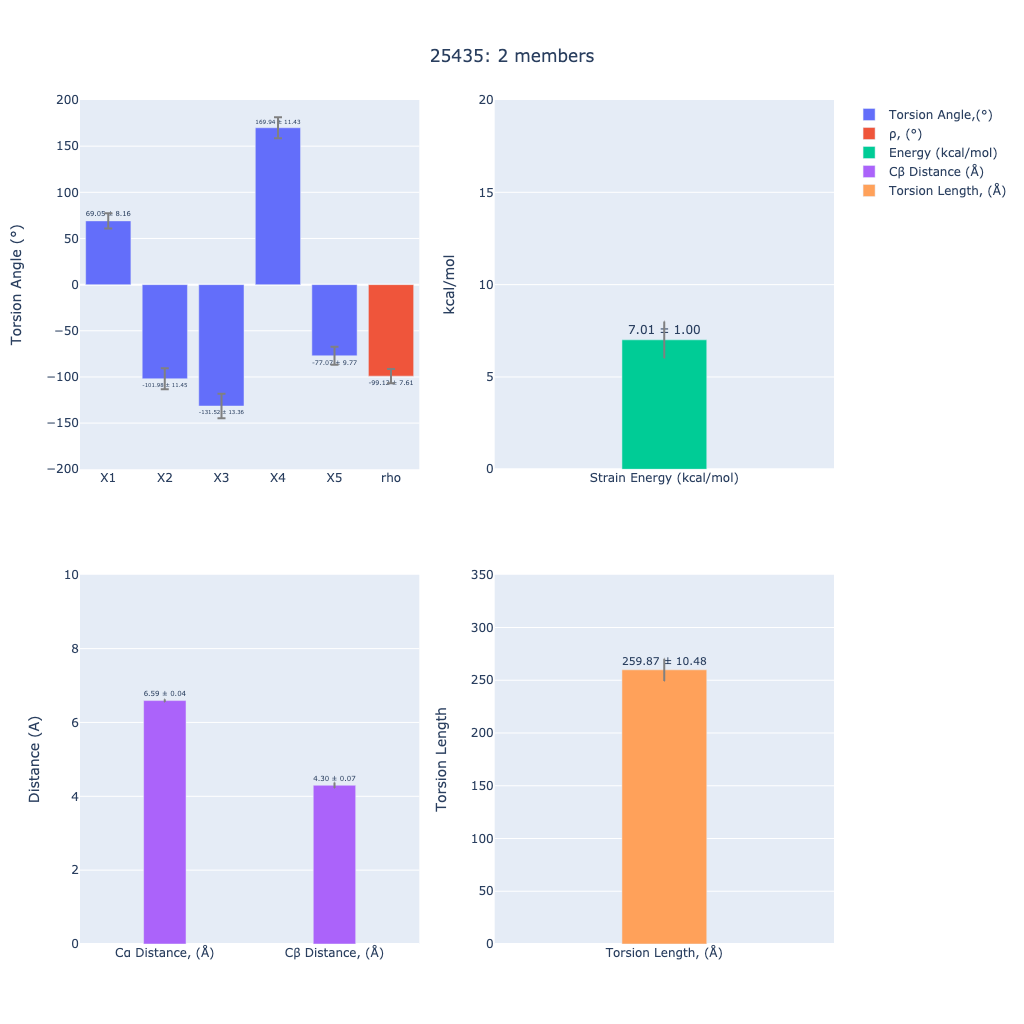 25435: 2 members
Torsion Angle (°)
200
150
100
50
0
−50
−100
−150
−200
69.05 ± 8.16
-101.98 ± 11.45
-131.52 ± 13.36
169.94 ± 11.43
-77.07 ± 9.77
-99.12 ± 7.61
X1 X2 X3 X4 X5 rho
kcal/mol
20
15
10
5
0
7.01 ± 1.00
Strain Energy (kcal/mol)
Torsion Angle,(°)
ρ, (°)
Energy (kcal/mol)
Cβ Distance (Å)
Torsion Length, (Å)
Distance (A)
10
8
6
4
2
0
6.59 ± 0.04
4.30 ± 0.07
Cα Distance, (Å) Cβ Distance, (Å)
Torsion Length
350
300
250
200
150
100
50
0
259.87 ± 10.48
Torsion Length, (Å)